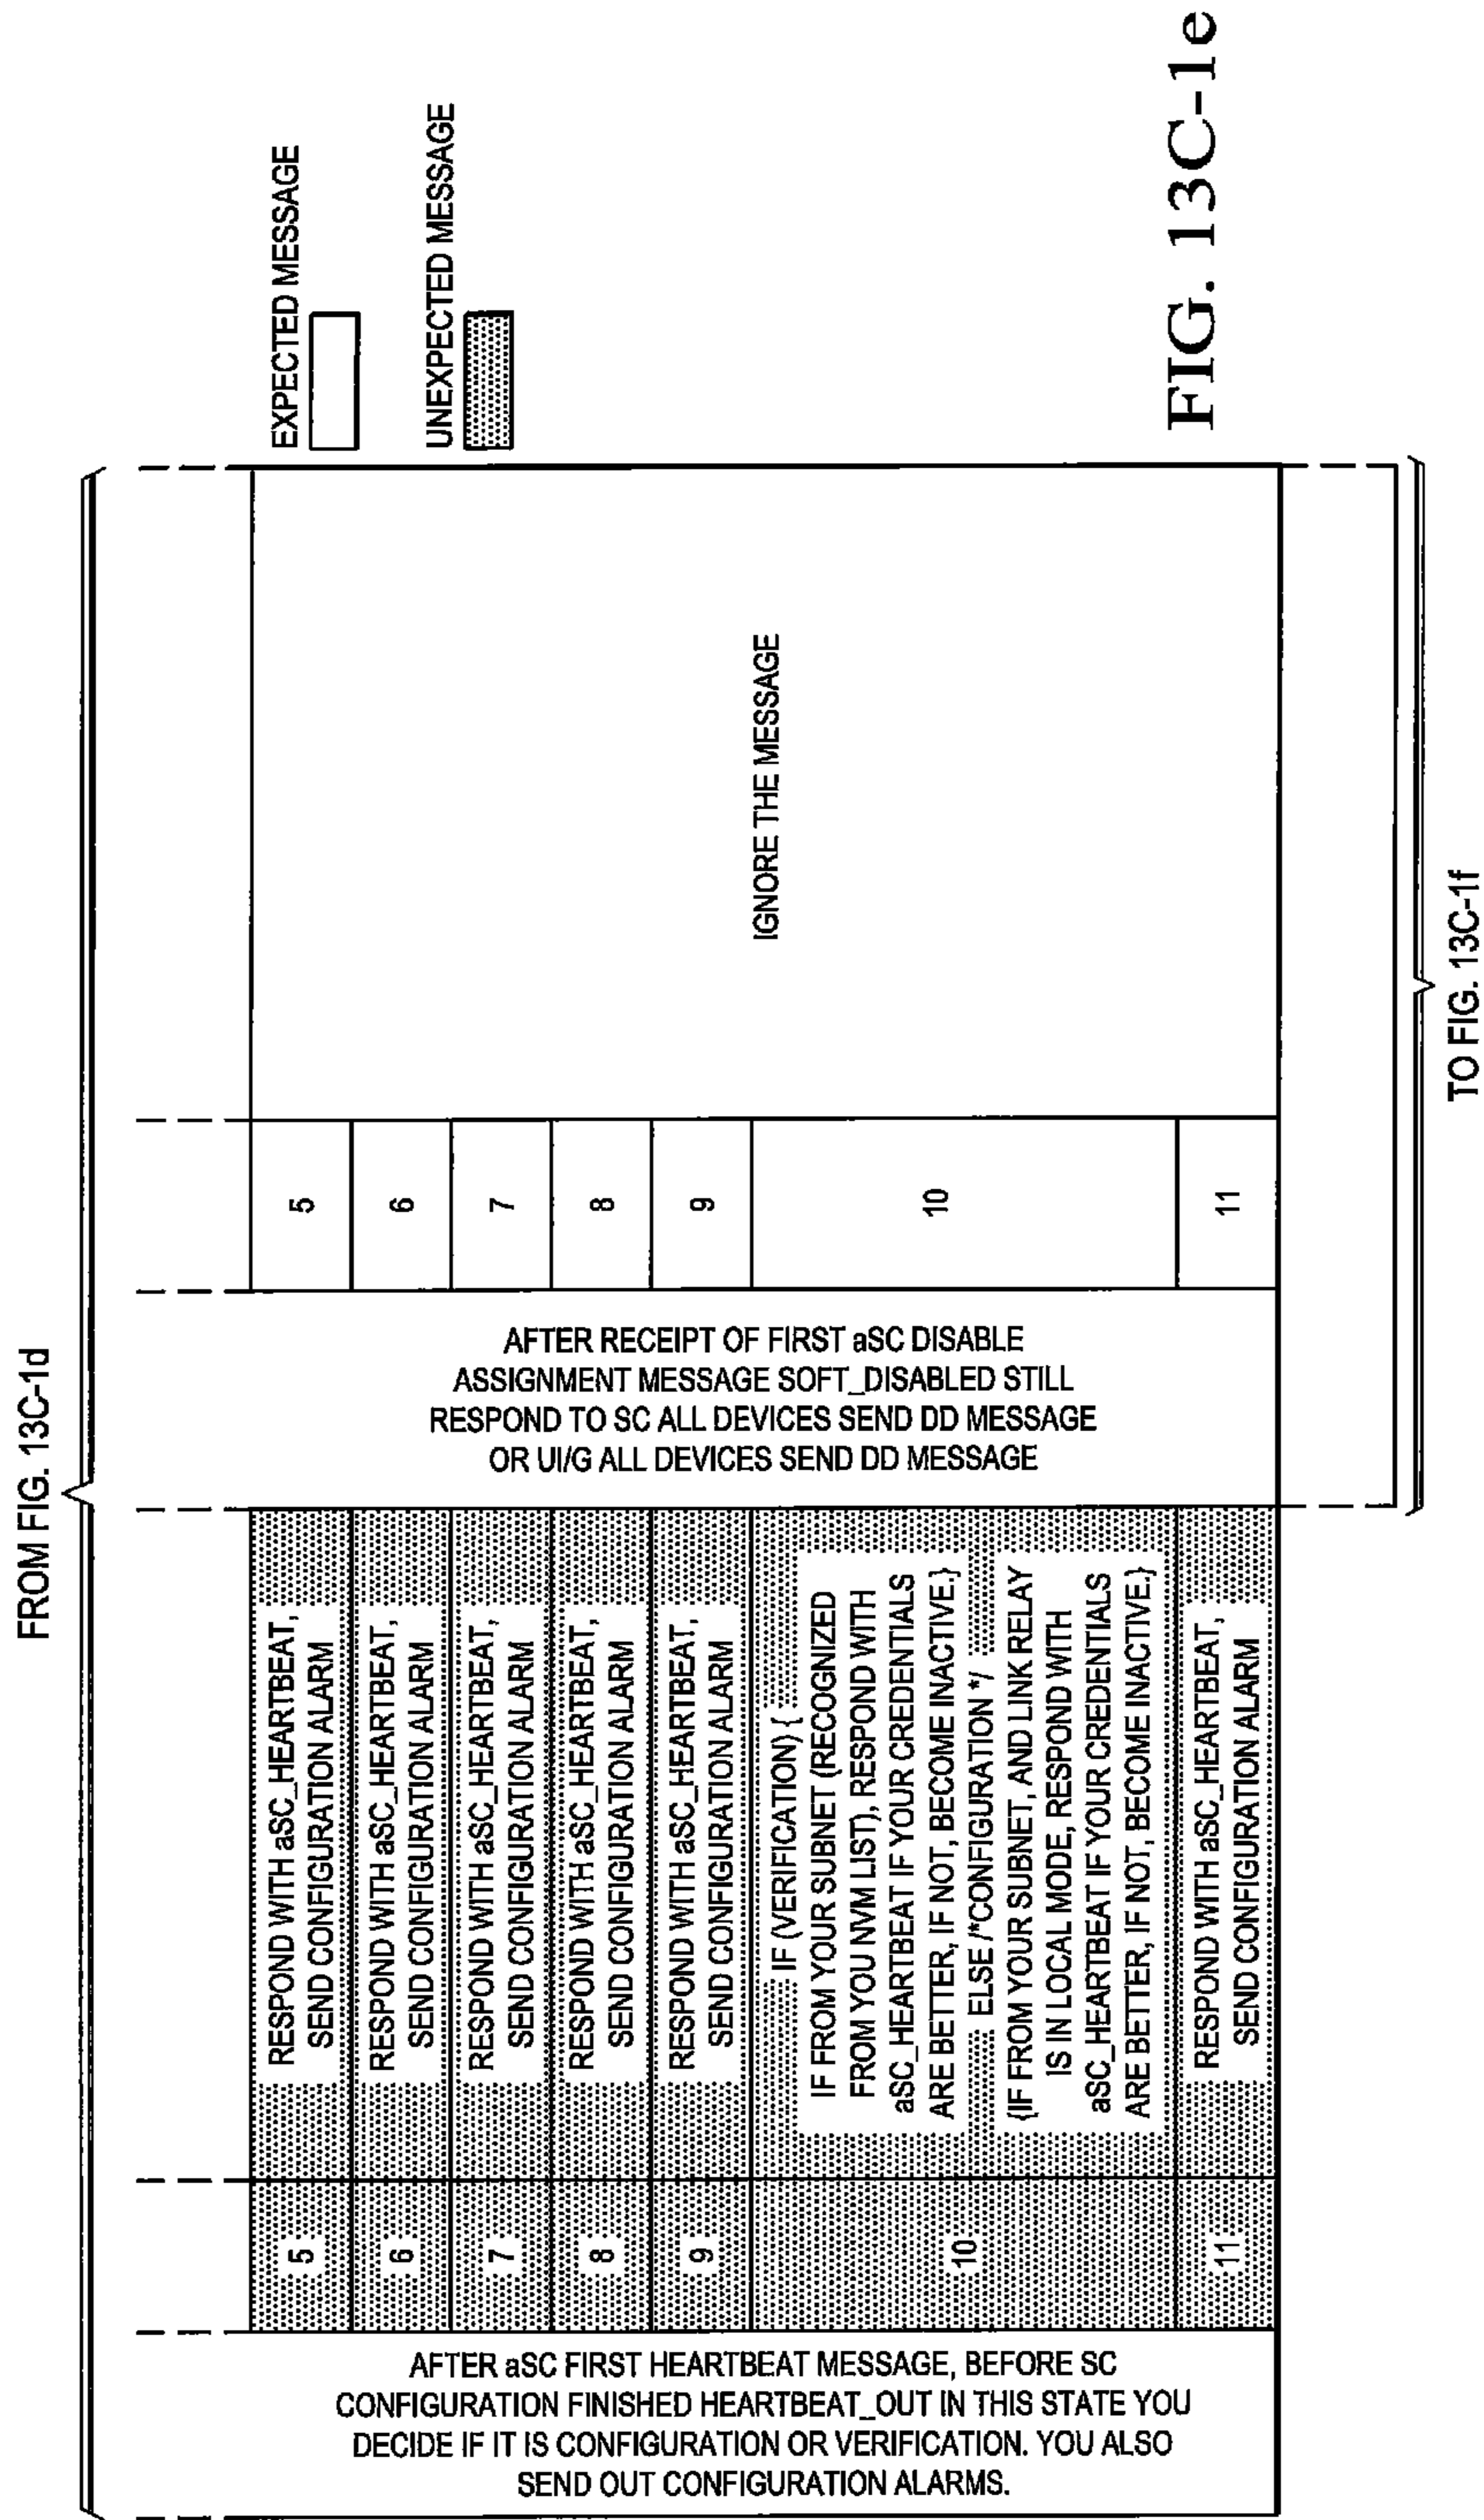 FROM FIG. 13C-1d
AFTER aSC FIRST HEARTBEAT MESSAGE, BEFORE SC
CONFIGURATION FINISHED HEARTBEAT_OUT IN THIS STATE YOU
DECIDE IF IT IS CONFIGURATION OR VERIFICATION. YOU ALSO
SEND OUT CONFIGURATION ALARMS.
5
RESPOND WITH aSC_HEARTBEAT,
SEND CONFIGURATION ALARM
6
RESPOND WITH aSC_HEARTBEAT,
SEND CONFIGURATION ALARM
7
RESPOND WITH aSC_HEARTBEAT,
SEND CONFIGURATION ALARM
8
RESPOND WITH aSC_HEARTBEAT,
SEND CONFIGURATION ALARM
9
RESPOND WITH aSC_HEARTBEAT,
SEND CONFIGURATION ALARM
10
IF (VERIFICATION) {
IF FROM YOUR SUBNET (RECOGNIZED
FROM YOU NVM LIST), RESPOND WITH
aSC_HEARTBEAT IF YOUR CREDENTIALS
ARE BETTER, IF NOT, BECOME INACTIVE.}
ELSE /*CONFIGURATION */
{IF FROM YOUR SUBNET, AND LINK RELAY
IS IN LOCAL MODE, RESPOND WITH
aSC_HEARTBEAT IF YOUR CREDENTIALS
ARE BETTER, IF NOT, BECOME INACTIVE.}
11
RESPOND WITH aSC_HEARTBEAT,
SEND CONFIGURATION ALARM
AFTER RECEIPT OF FIRST aSC DISABLE
ASSIGNMENT MESSAGE SOFT_DISABLED STILL
RESPOND TO SC ALL DEVICES SEND DD MESSAGE
OR UI/G ALL DEVICES SEND DD MESSAGE
5
6
7
8
9
10
11
IGNORE THE MESSAGE
EXPECTED MESSAGE
UNEXPECTED MESSAGE
TO FIG. 13C-1f
FIG. 13C-1e